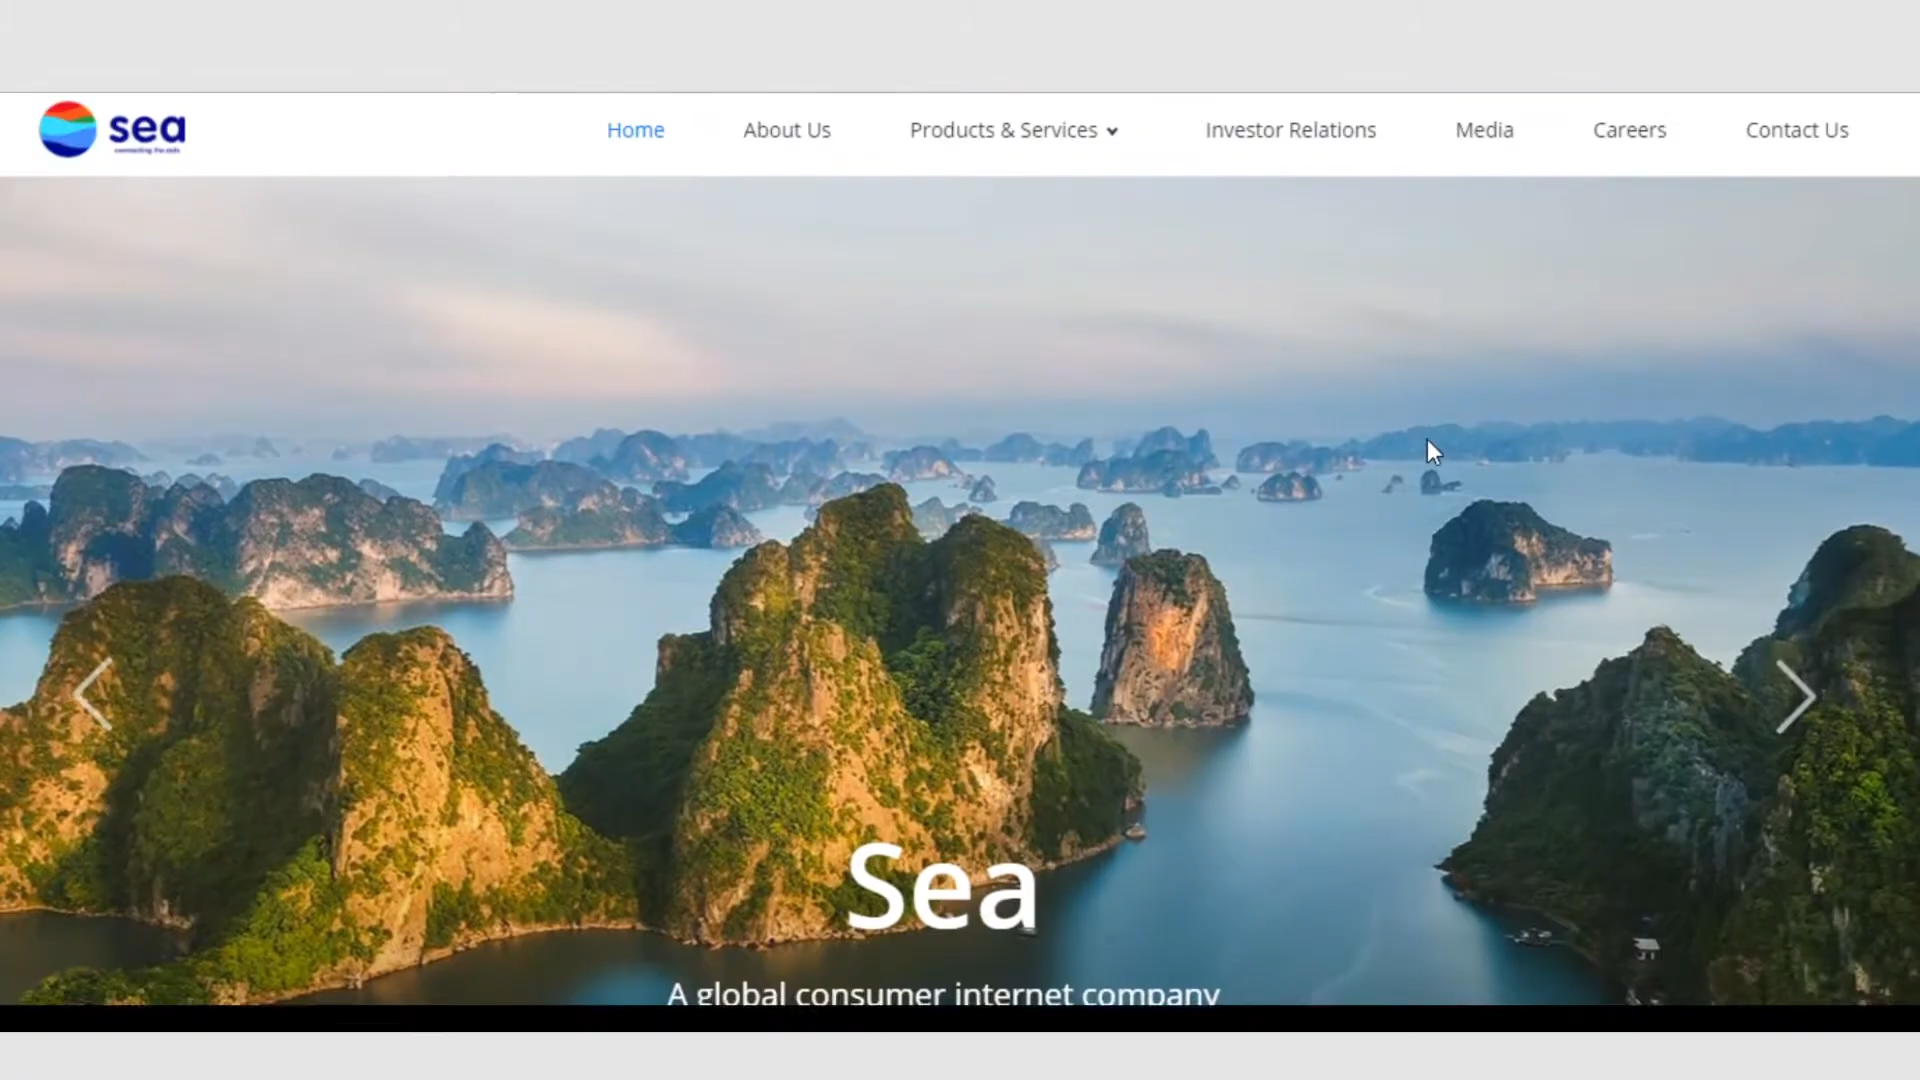 sea
connecting the dots
Home
About Us
Products & Services
Investor Relations
Media
Careers
Contact Us
Sea
A global consumer internet company